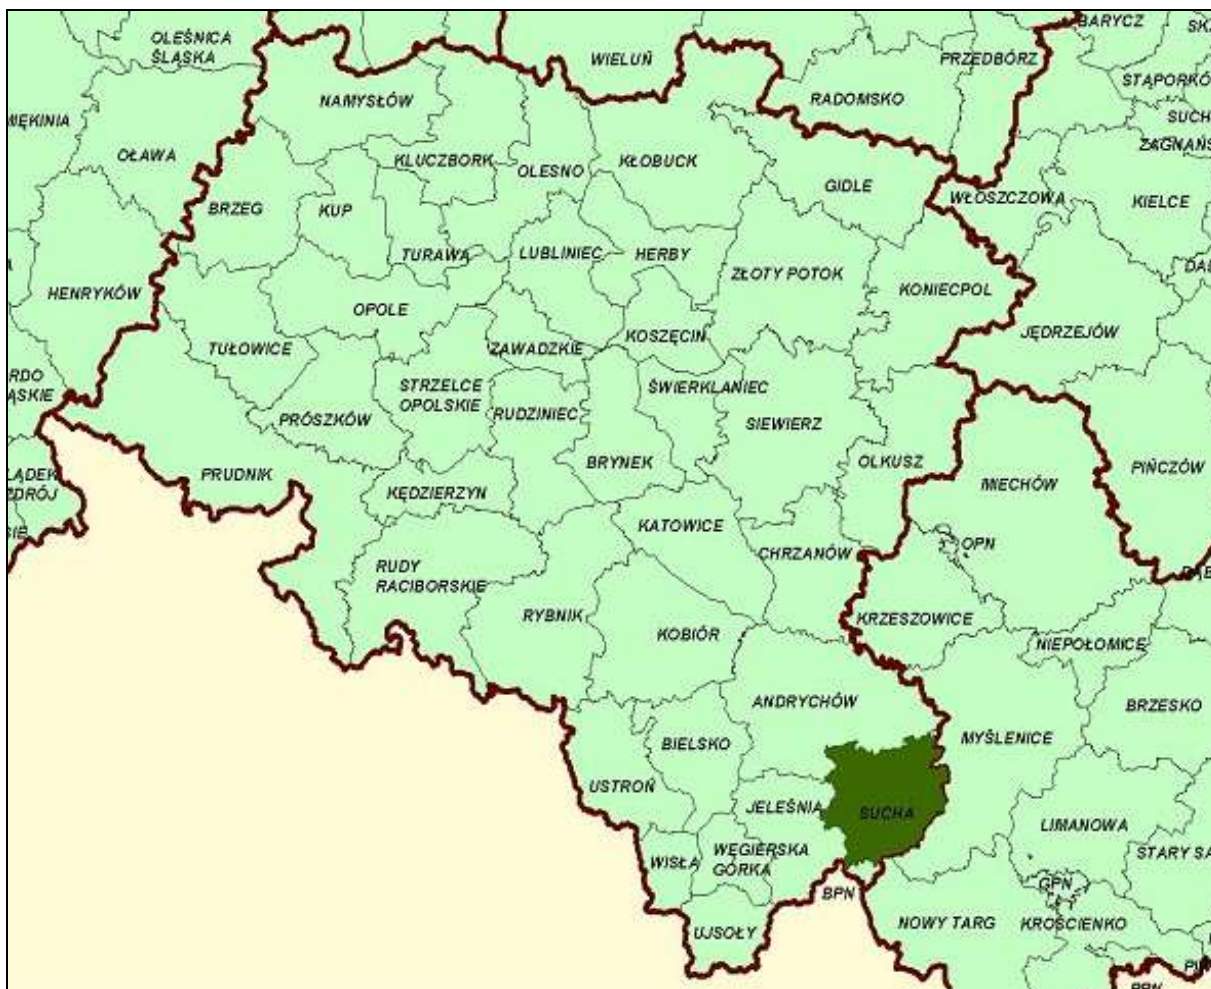 OLEŚNICA
ŚLĄSKA
WIELUŃ
BARYCZ
PRZEDBÓRZ
NAMYSŁÓW
RADOMSKO
OŁAWA
KLUCZBORK
OLESNO
KŁOBUCK
GIDLE
WŁOSZCZOWA
KIELCE
BRZEG
KUP
TURAWA
LUBLINIEC
HERBY
ZŁOTY POTOK
KONIECPOL
HENRYKÓW
OPOLE
TUŁOWICE
ZAWADZKIE
KOSZĘCIN
JĘDRZEJÓW
STRZELCE
OPOLSKIE
ŚWIERKLANIEC
PRÓSZKÓW
RUDZINIEC
SIEWIERZ
PRUDNIK
BRYNEK
OLKUSZ
MIECHÓW
PIŃCZÓW
KĘDZIERZYN
KATOWICE
CHRZANÓW
OPN
RUDY
RACIBORSKIE
RYBNIK
KOBIÓR
KRZESZOWICE
NIEPOŁOMICE
ANDRYCHÓW
BRZESKO
BIELSKO
MYŚLENICE
USTROŃ
JELEŚNIA
SUCHA
LIMANOWA
WISŁA
WĘGIERSKA
GÓRKA
STARY SA
BPN
GPN
UJSOŁY
NOWY TARG
KROŚCIENKO